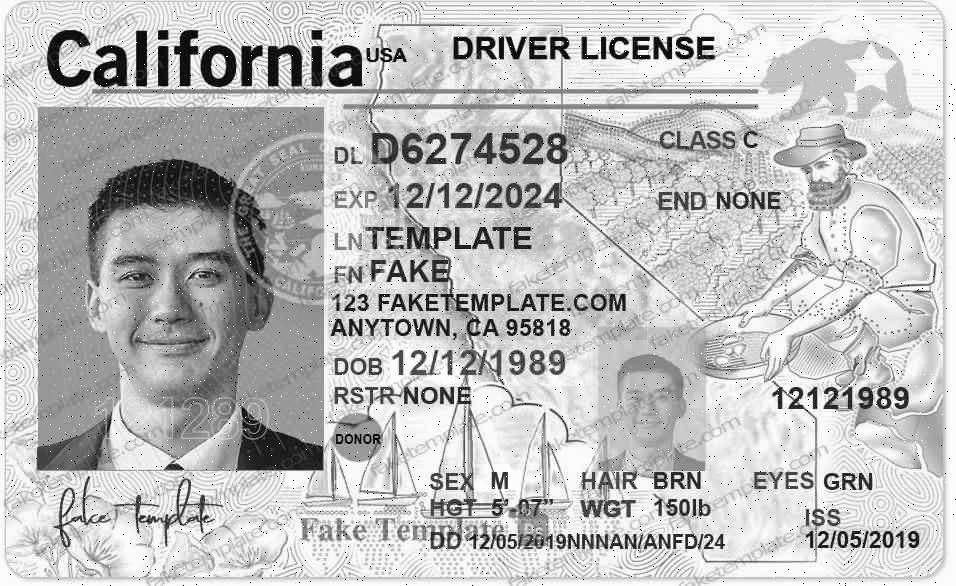 California USA DRIVER LICENSE
DL D6274528 CLASS C
EXP 12/12/2024 END NONE
LN TEMPLATE
FN FAKE
123 FAKETEMPLATE.COM
ANYTOWN, CA 95818
DOB 12/12/1989
RSTR NONE 12121989
DONOR
SEX M HAIR BRN EYES GRN
HGT 5'-07" WGT 150lb
ISS
DD 12/05/2019NNNAN/ANFD/24 12/05/2019
fake template
Fake Template
faketemplate.com